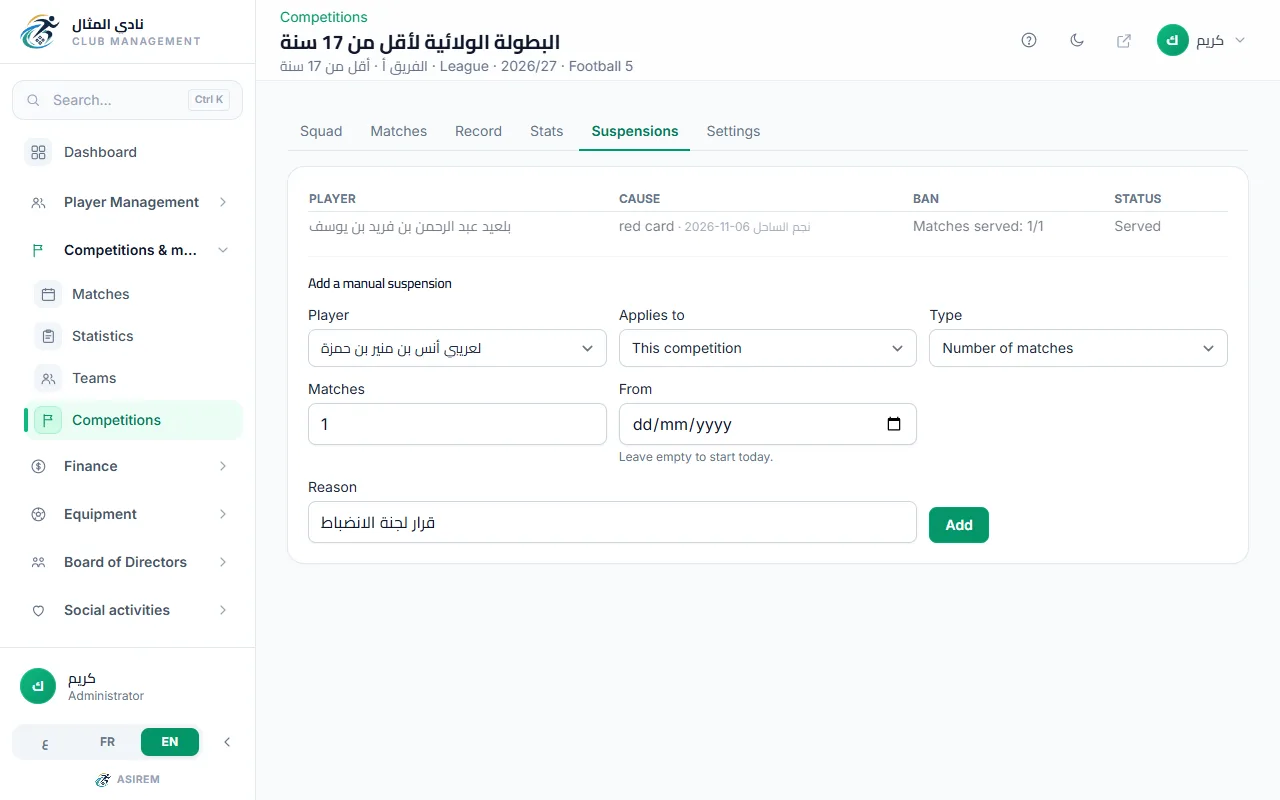 نادي المثال
CLUB MANAGEMENT
Search...
Ctrl K
Dashboard
Player Management
Competitions & m...
Matches
Statistics
Teams
Competitions
Finance
Equipment
Board of Directors
Social activities
كريم
Administrator
ع
FR
EN
ASIREM
Competitions
البطولة الولائية لأقل من 17 سنة
الفريق أ · أقل من 17 سنة · League · 2026/27 · Football 5
ك
كريم
Squad
Matches
Record
Stats
Suspensions
Settings
PLAYER
CAUSE
BAN
STATUS
بلعيد عبد الرحمن بن فريد بن يوسف
red card · 2026-11-06 نجم الساحل
Matches served: 1/1
Served
Add a manual suspension
Player
Applies to
Type
لعريبي أنس بن منير بن حمزة
This competition
Number of matches
Matches
From
1
dd/mm/yyyy
Leave empty to start today.
Reason
قرار لجنة الانضباط
Add